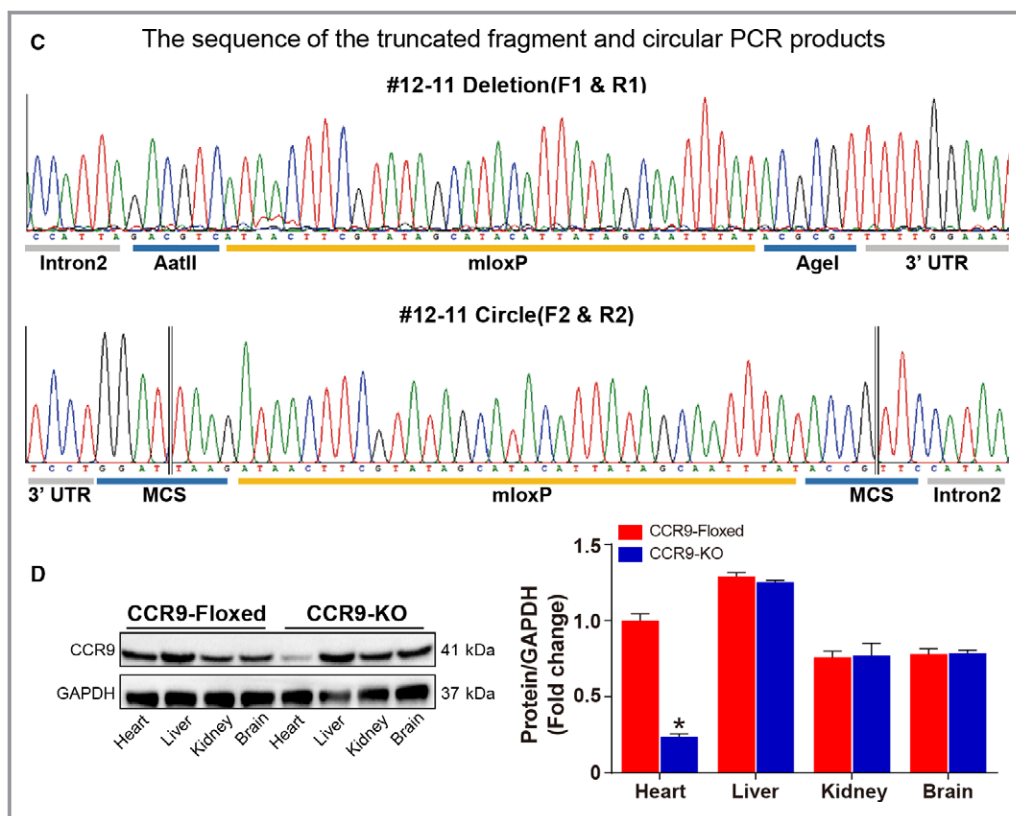 C
The sequence of the truncated fragment and circular PCR products
#12-11 Deletion(F1 & R1)
CCATTAGACGTCATAACTTCGTATAGCATACATTATAGCAATTTATACCGGTTTTTGGAAAT
Intron2 AatII mloxP AgeI 3' UTR
#12-11 Circle(F2 & R2)
TCCTGGATTAAGATAACTTCGTATAGCATACATTATAGCAATTTATACCGTTCCATAA
3' UTR MCS mloxP MCS Intron2
D
CCR9-Floxed CCR9-KO
CCR9 41 kDa
GAPDH 37 kDa
Heart Liver Kidney Brain Heart Liver Kidney Brain
CCR9-Floxed
CCR9-KO
Protein/GAPDH
(Fold change)
1.5
1.0
0.5
0
*
Heart Liver Kidney Brain